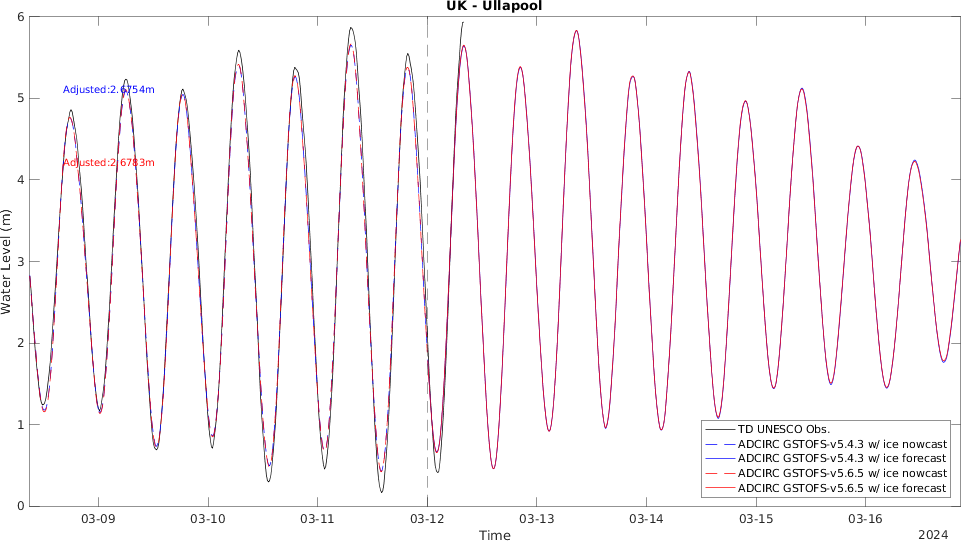 UK - Ullapool
6
5
4
3
2
1
0
Water Level (m)
Adjusted:2.6754m
Adjusted:2.6783m
TD UNESCO Obs.
ADCIRC GSTOFS-v5.4.3 w/ ice nowcast
ADCIRC GSTOFS-v5.4.3 w/ ice forecast
ADCIRC GSTOFS-v5.6.5 w/ ice nowcast
ADCIRC GSTOFS-v5.6.5 w/ ice forecast
03-09 03-10 03-11 03-12 03-13 03-14 03-15 03-16
Time
2024